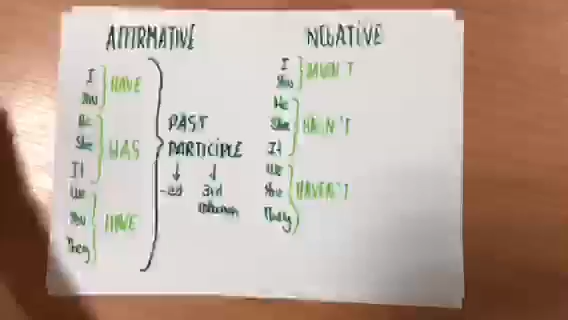 AFFIRMATIVE
I
You
HAVE
He
She
It
HAS
We
You
They
HAVE
PAST
PARTICIPLE
-ed 3rd
column
NEGATIVE
I
You
HAVEN'T
He
She
It
HASN'T
We
You
They
HAVEN'T